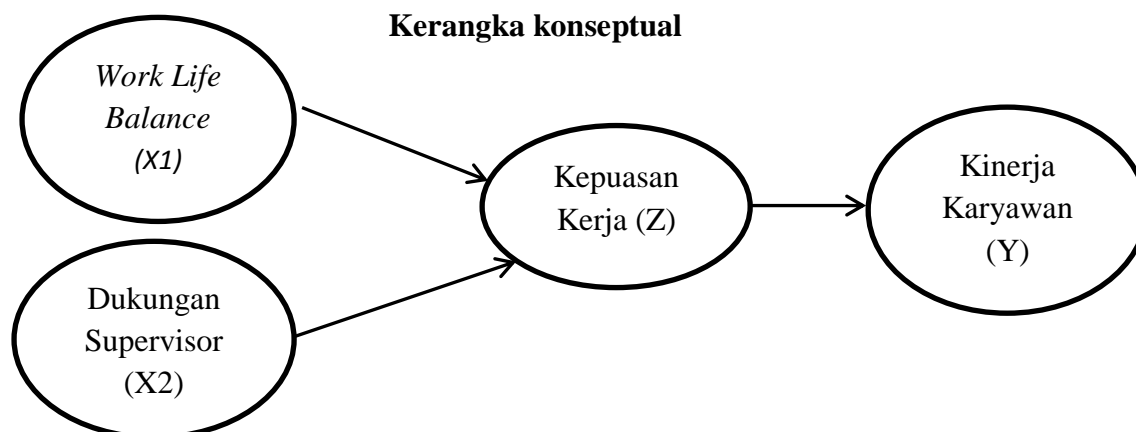 Kerangka konseptual
Work Life
Balance
(X1)
Kepuasan
Kerja (Z)
Kinerja
Karyawan
(Y)
Dukungan
Supervisor
(X2)